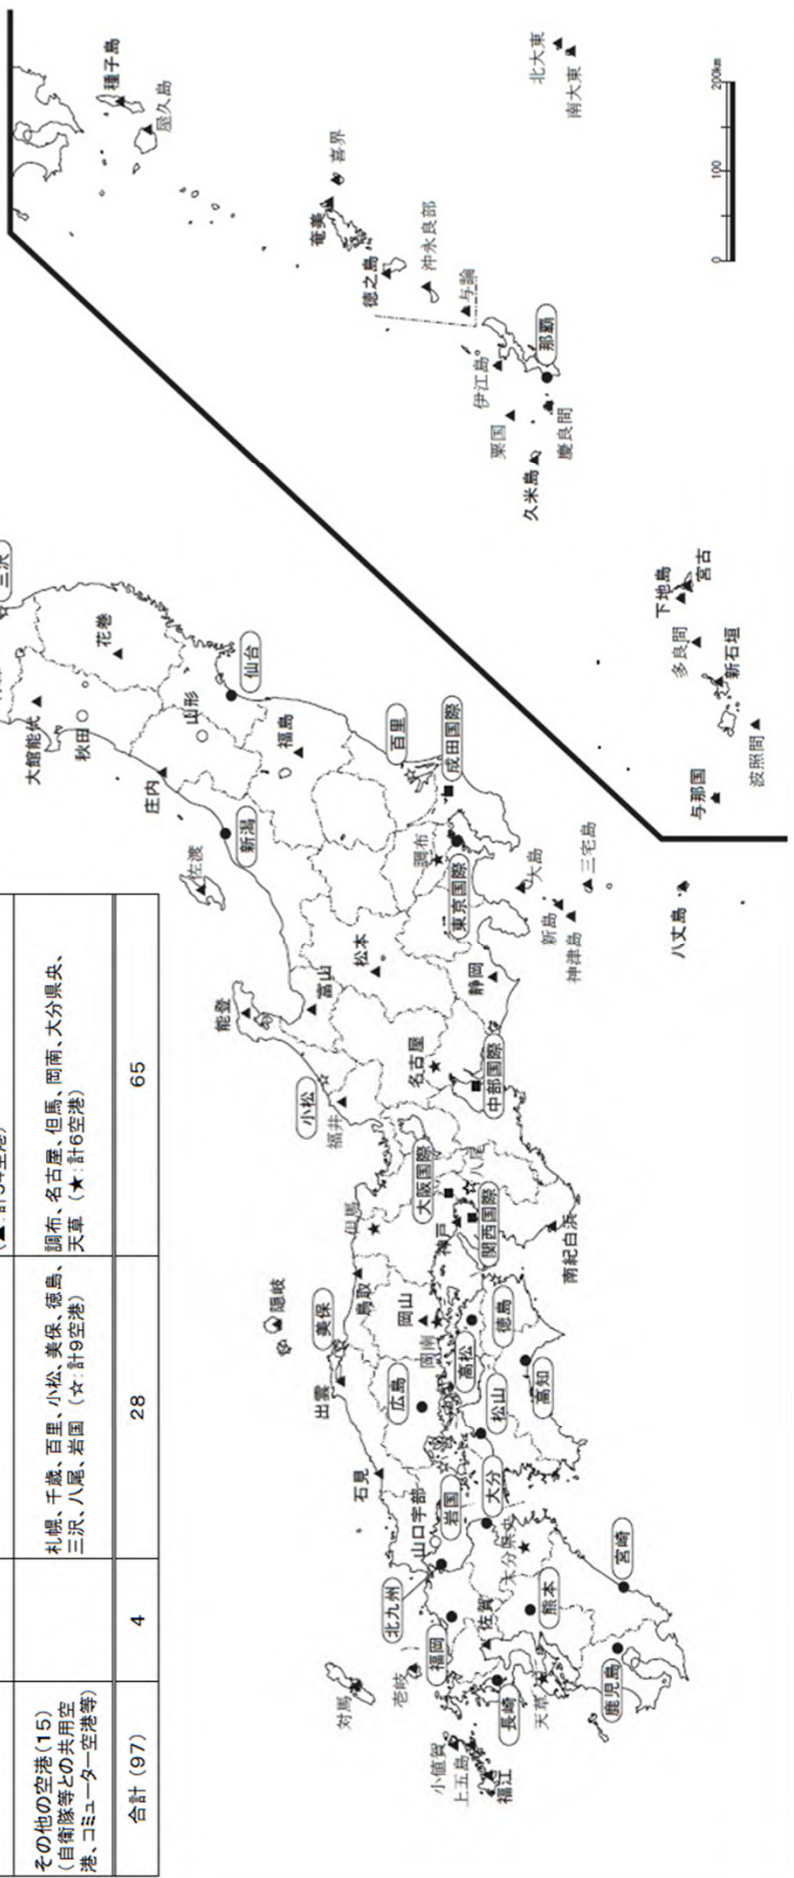 その他の空港（15）
（自衛隊等との共用空
港、コミューター空港等）
札幌、千歳、百里、小松、美保、徳島、
三沢、八尾、岩国（☆：計9空港）
調布、名古屋、但馬、岡南、大分県央、
天草（★：計6空港）
合計（97）
4
28
65
三沢
大館能代
秋田
花巻
庄内
山形
仙台
佐渡
新潟
福島
百里
成田国際
調布
東京国際
能登
富山
松本
静岡
大島
新島
神津島
三宅島
八丈島
小松
福井
名古屋
中部国際
但馬
大阪国際
八尾
神戸
関西国際
南紀白浜
隠岐
美保
鳥取
岡山
岡南
高松
徳島
出雲
広島
松山
高知
石見
山口宇部
岩国
大分
北九州
大分県央
福岡
佐賀
熊本
宮崎
対馬
壱岐
長崎
天草
鹿児島
小値賀
上五島
福江
種子島
屋久島
奄美
喜界
徳之島
沖永良部
与論
伊江島
那覇
粟国
慶良間
久米島
北大東
南大東
下地島
宮古
多良間
新石垣
与那国
波照間
0
100
200km